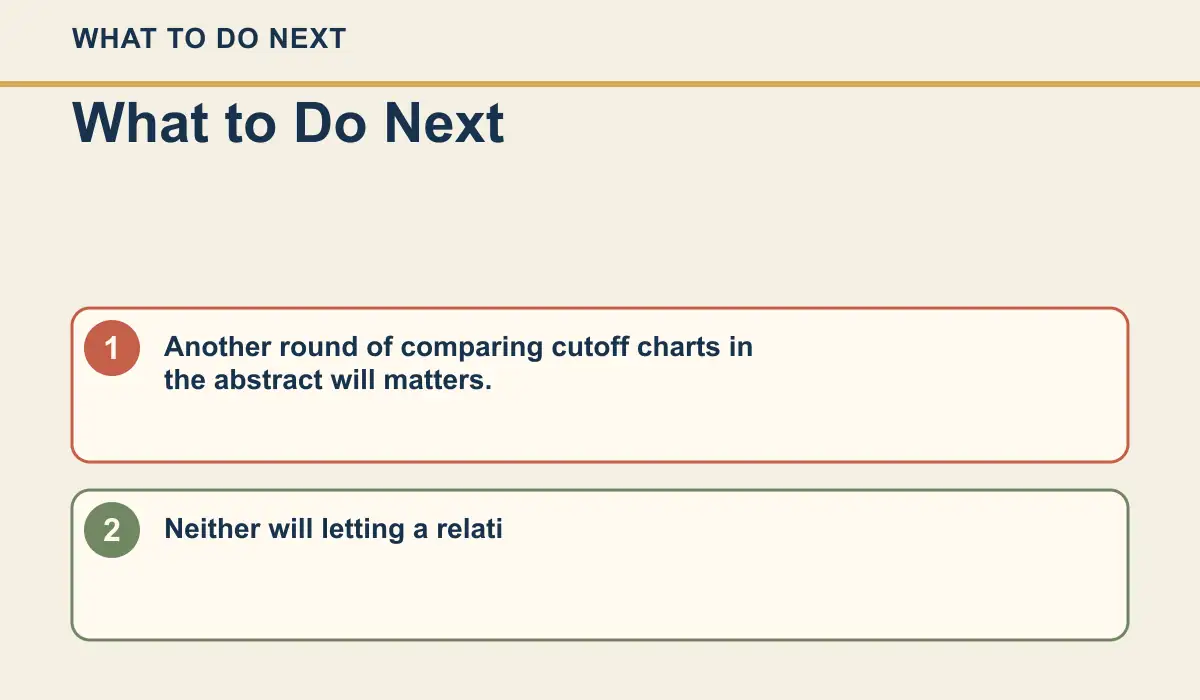 WHAT TO DO NEXT
What to Do Next
1
Another round of comparing cutoff charts in
the abstract will matters.
2
Neither will letting a relati